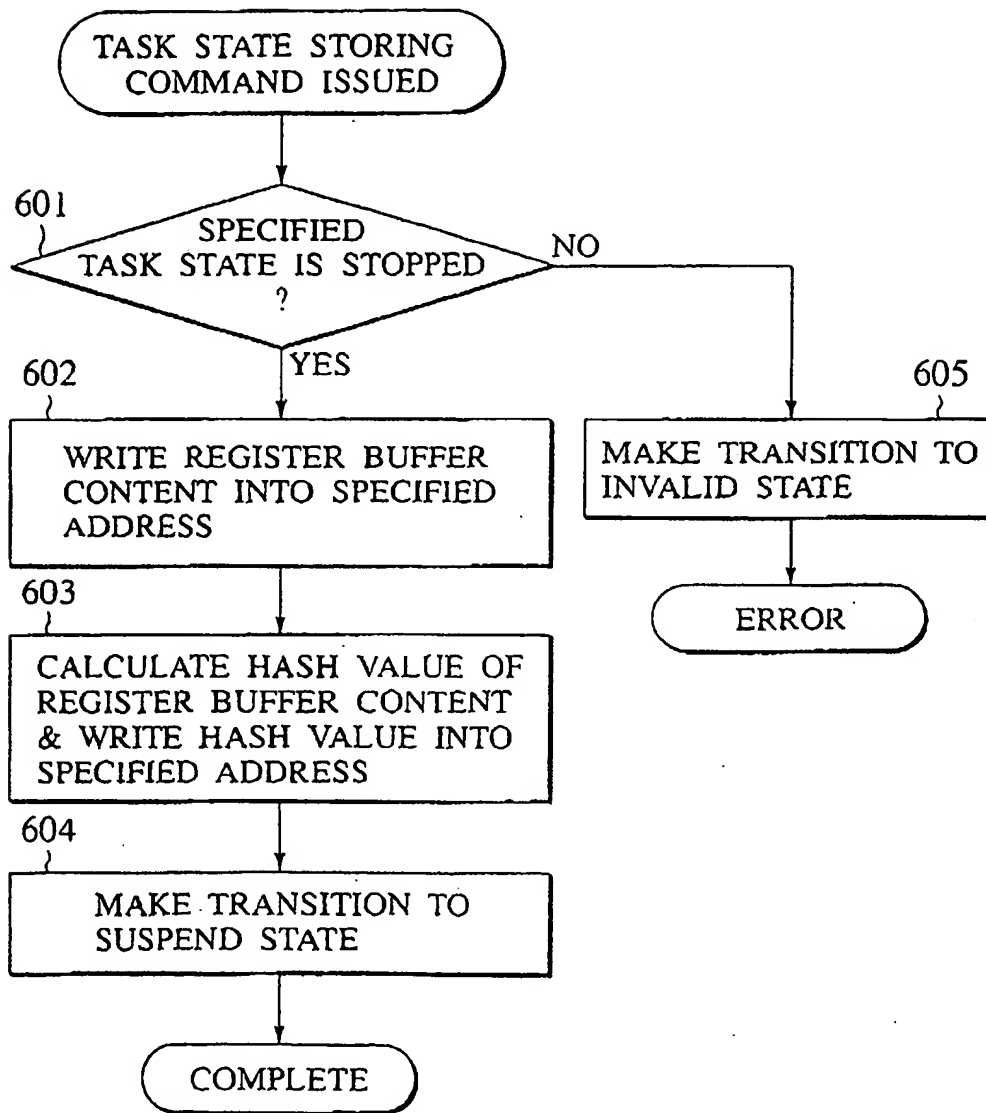 TASK STATE STORING
COMMAND ISSUED
601
SPECIFIED
TASK STATE IS STOPPED
?
NO
YES
602
WRITE REGISTER BUFFER
CONTENT INTO SPECIFIED
ADDRESS
603
CALCULATE HASH VALUE OF
REGISTER BUFFER CONTENT
& WRITE HASH VALUE INTO
SPECIFIED ADDRESS
604
MAKE TRANSITION TO
SUSPEND STATE
COMPLETE
605
MAKE TRANSITION TO
INVALID STATE
ERROR